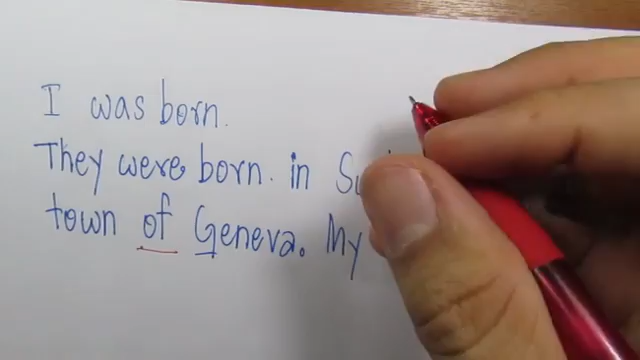 I was born.
They were born. in
town of Geneva. My